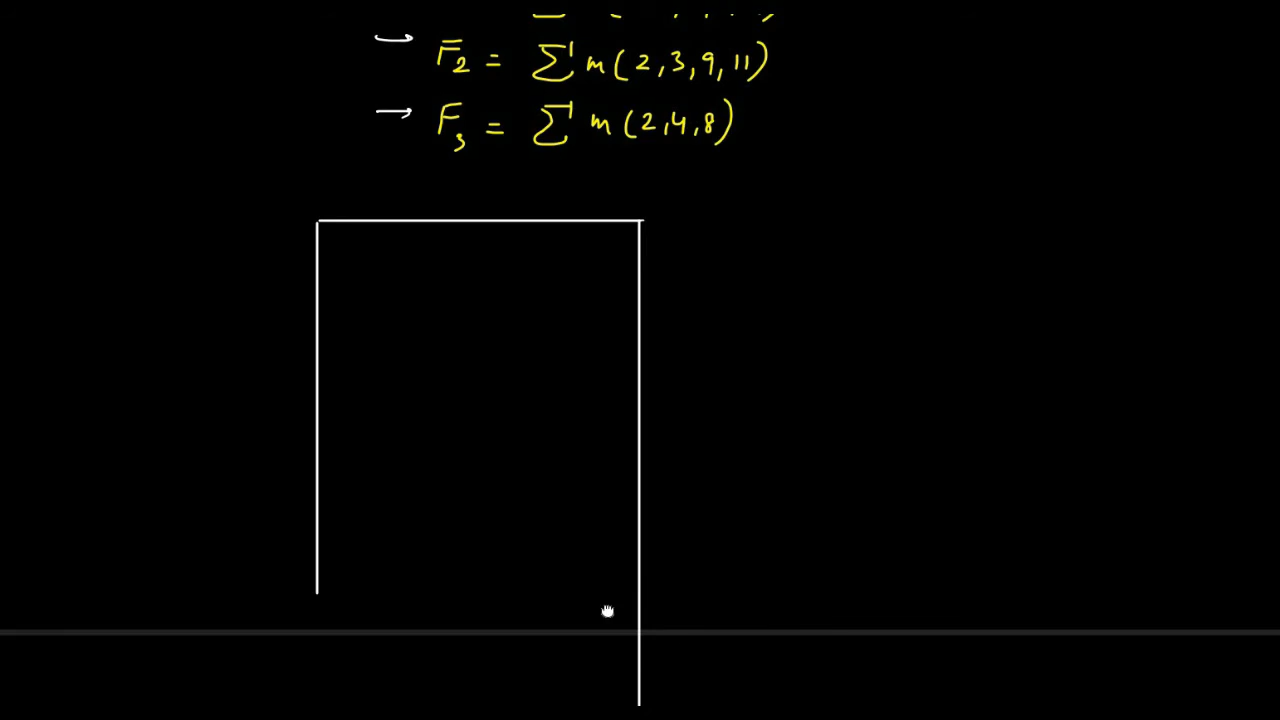 F₂ = Σ m(2,3,9,11)
F₃ = Σ m(2,4,8)